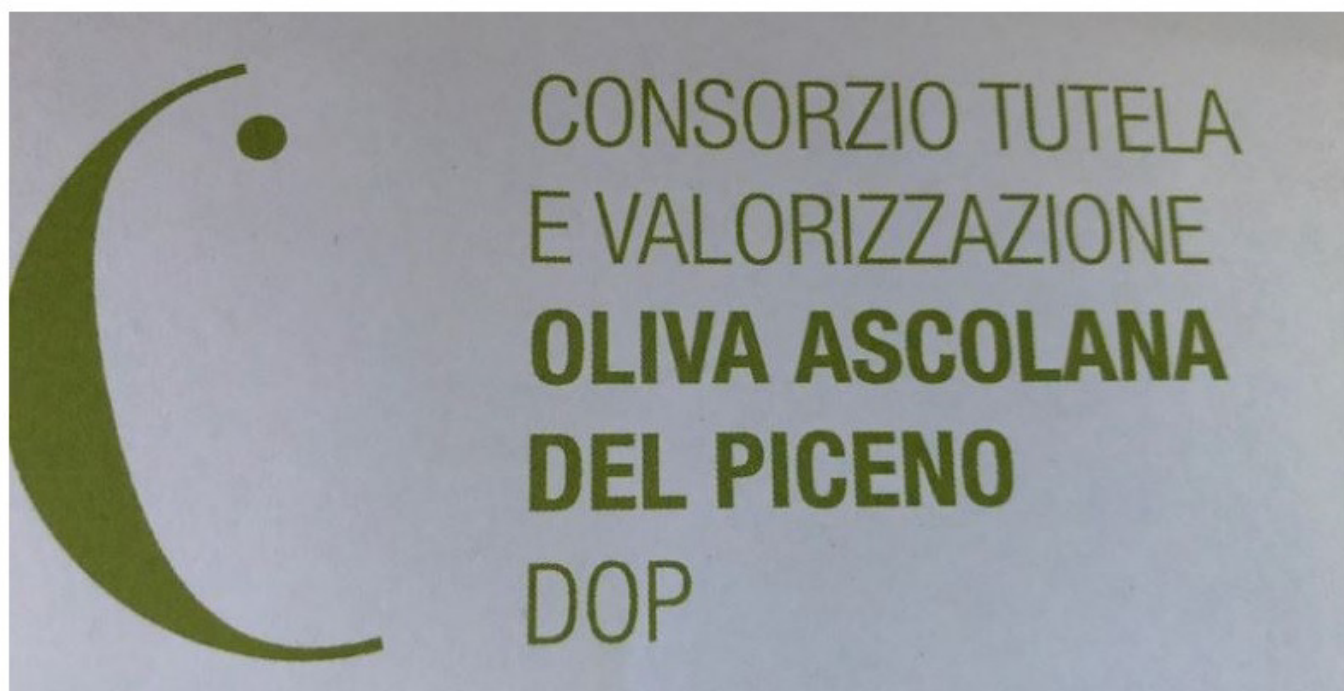 CONSORZIO TUTELA
E VALORIZZAZIONE
OLIVA ASCOLANA
DEL PICENO
DOP